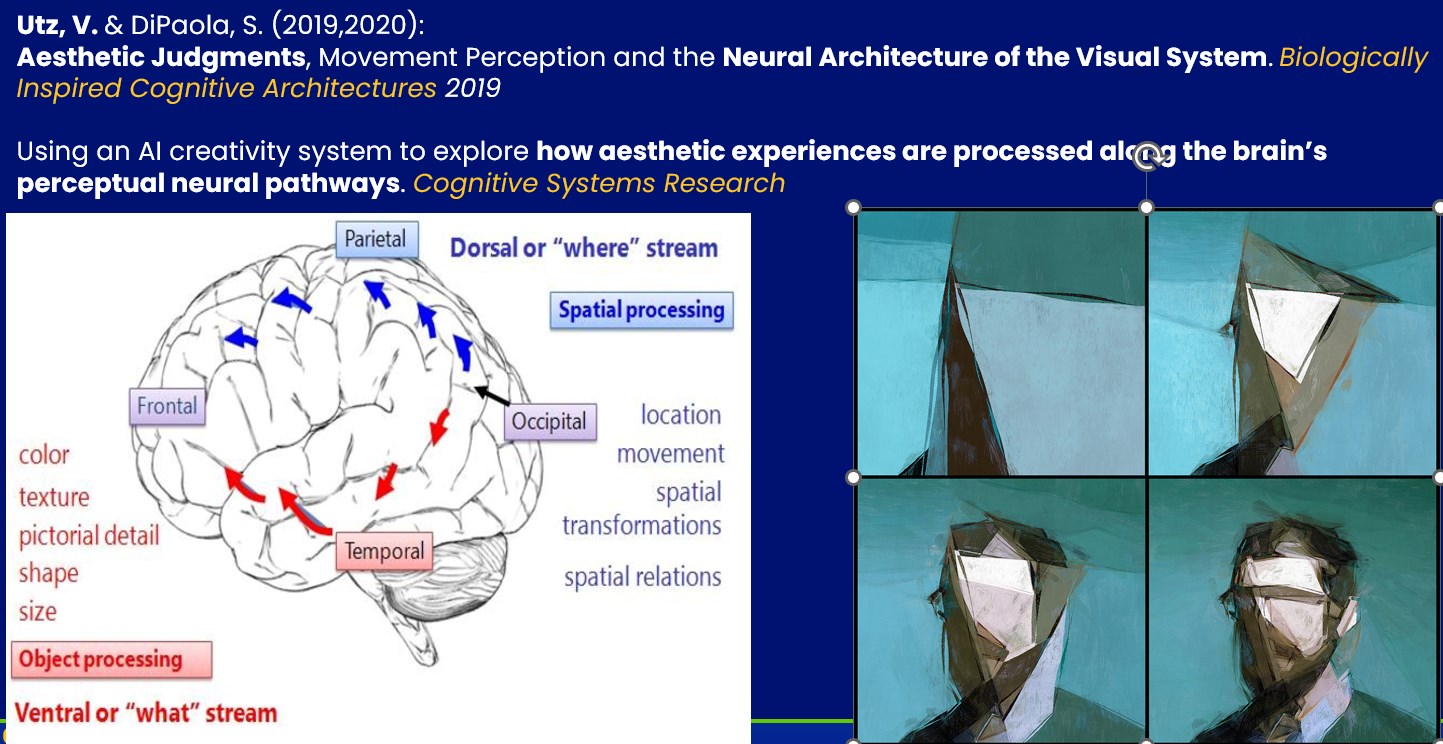 Utz, V. & DiPaola, S. (2019,2020):
Aesthetic Judgments, Movement Perception and the Neural Architecture of the Visual System. Biologically
Inspired Cognitive Architectures 2019
Using an AI creativity system to explore how aesthetic experiences are processed along the brain's
perceptual neural pathways. Cognitive Systems Research
Parietal
Dorsal or "where" stream
Spatial processing
Frontal
Occipital
location
movement
spatial
transformations
spatial relations
color
texture
pictorial detail
shape
size
Temporal
Object processing
Ventral or "what" stream